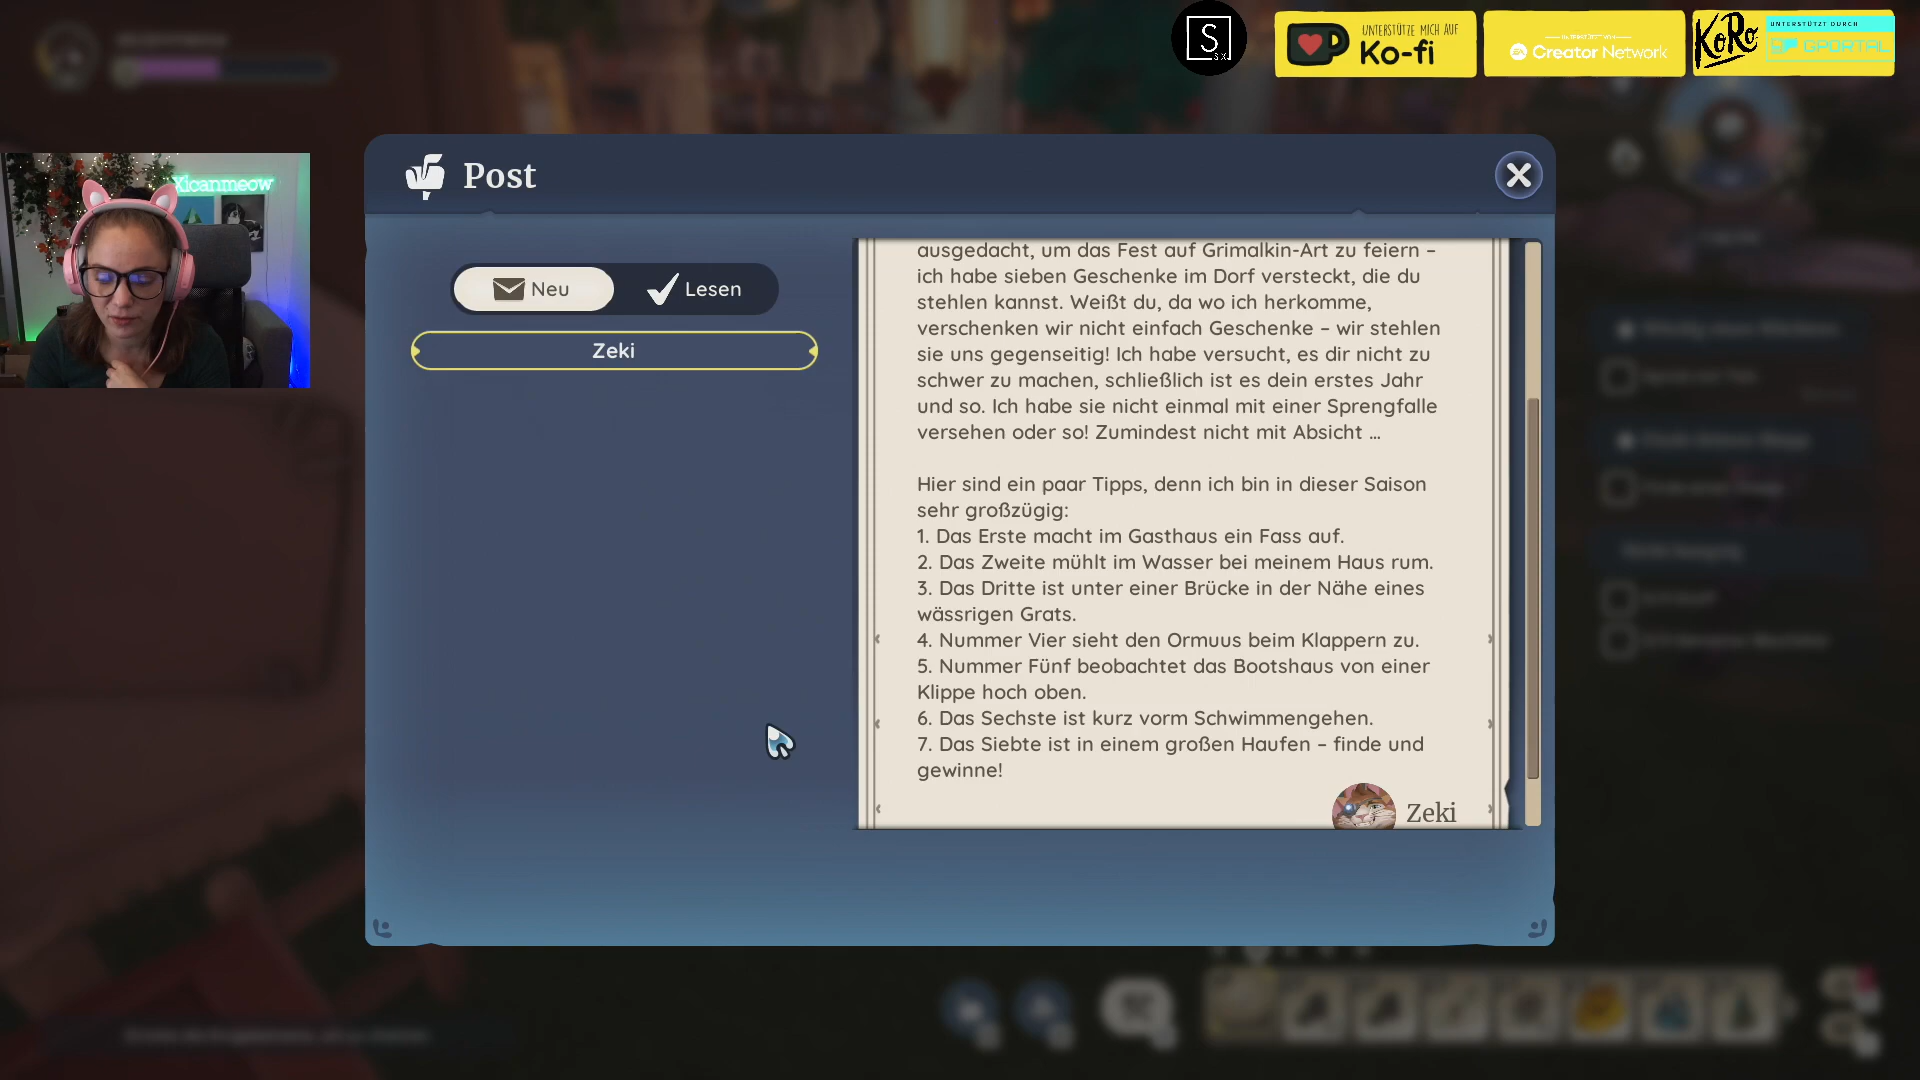 S
SX
UNTERSTÜTZE MICH AUF
Ko-fi
UNTERSTÜTZT VON
EA Creator Network
KoRo
UNTERSTÜTZT DURCH
GPORTAL
Xicanmeow
Post
Neu
Lesen
Zeki
ausgedacht, um das Fest auf Grimalkin-Art zu feiern –
ich habe sieben Geschenke im Dorf versteckt, die du
stehlen kannst. Weißt du, da wo ich herkomme,
verschenken wir nicht einfach Geschenke – wir stehlen
sie uns gegenseitig! Ich habe versucht, es dir nicht zu
schwer zu machen, schließlich ist es dein erstes Jahr
und so. Ich habe sie nicht einmal mit einer Sprengfalle
versehen oder so! Zumindest nicht mit Absicht ...
Hier sind ein paar Tipps, denn ich bin in dieser Saison
sehr großzügig:
1. Das Erste macht im Gasthaus ein Fass auf.
2. Das Zweite mühlt im Wasser bei meinem Haus rum.
3. Das Dritte ist unter einer Brücke in der Nähe eines
wässrigen Grats.
4. Nummer Vier sieht den Ormuus beim Klappern zu.
5. Nummer Fünf beobachtet das Bootshaus von einer
Klippe hoch oben.
6. Das Sechste ist kurz vorm Schwimmengehen.
7. Das Siebte ist in einem großen Haufen – finde und
gewinne!
Zeki